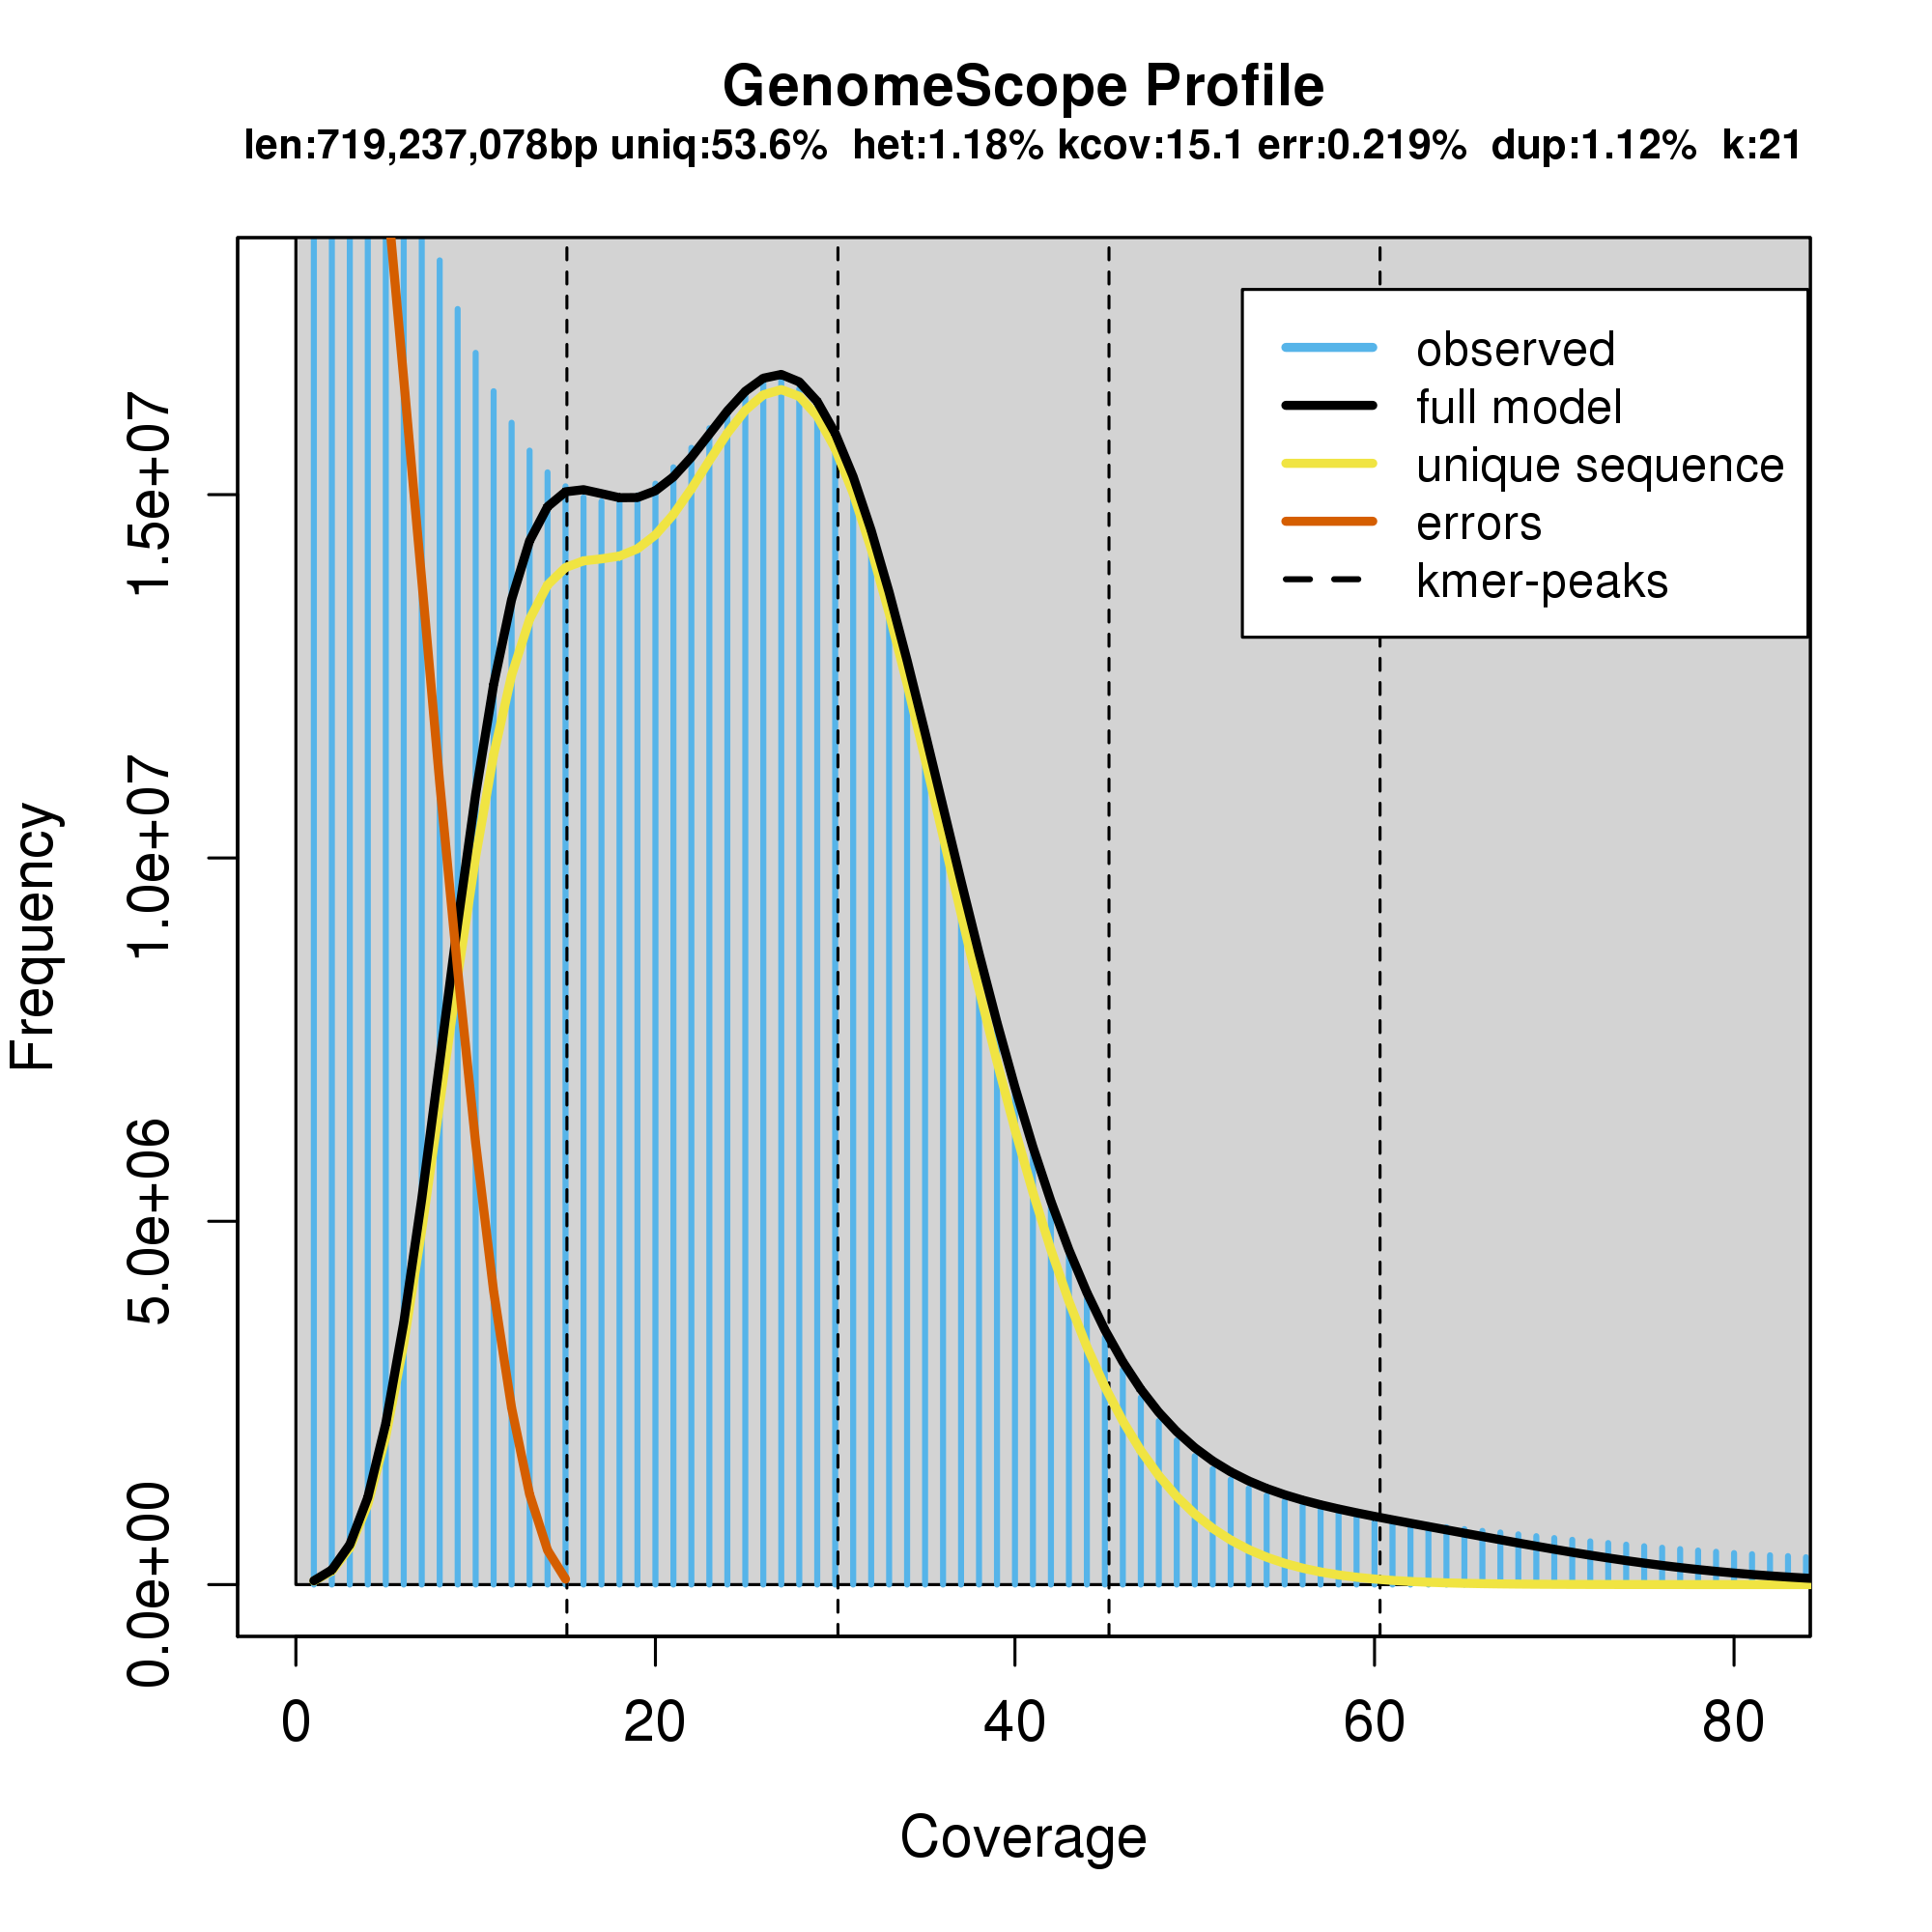 GenomeScope Profile
len:719,237,078bp uniq:53.6% het:1.18% kcov:15.1 err:0.219% dup:1.12% k:21
observed
full model
unique sequence
errors
kmer-peaks
Frequency
1.5e+07
1.0e+07
5.0e+06
0.0e+00
0 20 40 60 80
Coverage